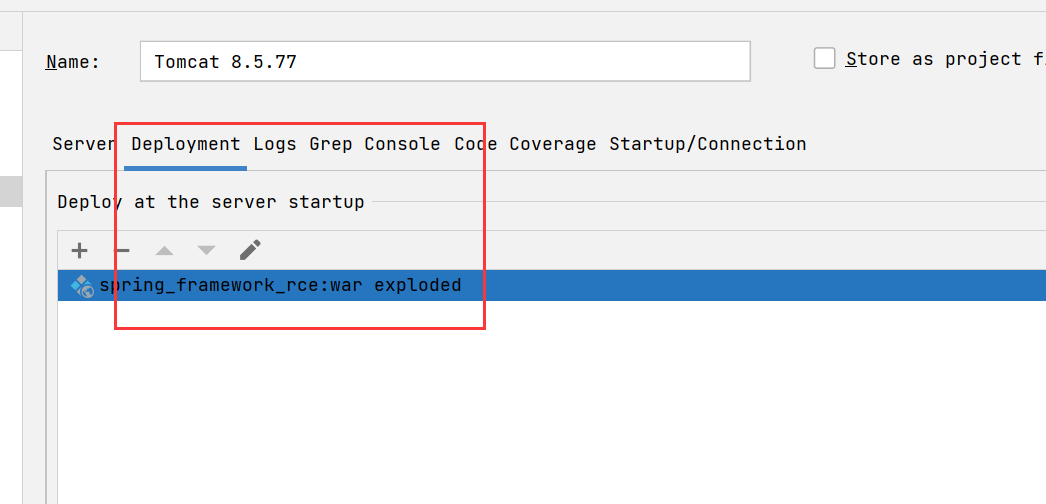 Name: Tomcat 8.5.77 Store as project
Server Deployment Logs Grep Console Code Coverage Startup/Connection
Deploy at the server startup
spring_framework_rce:war exploded